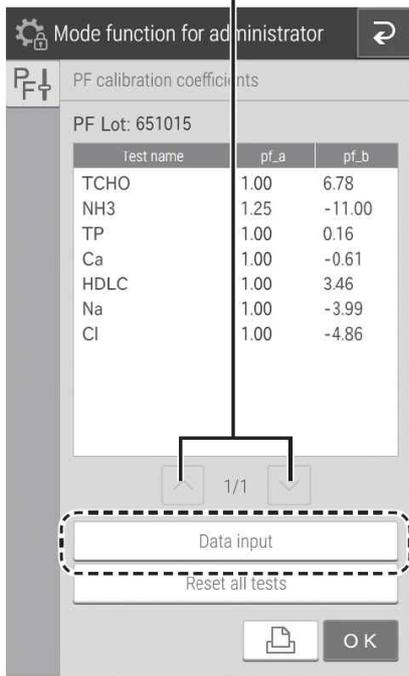 Mode function for administrator
PF
PF calibration coefficients
PF Lot: 651015
Test name pf_a pf_b
TCHO 1.00 6.78
NH3 1.25 -11.00
TP 1.00 0.16
Ca 1.00 -0.61
HDLC 1.00 3.46
Na 1.00 -3.99
Cl 1.00 -4.86
1/1
Data input
Reset all tests
OK